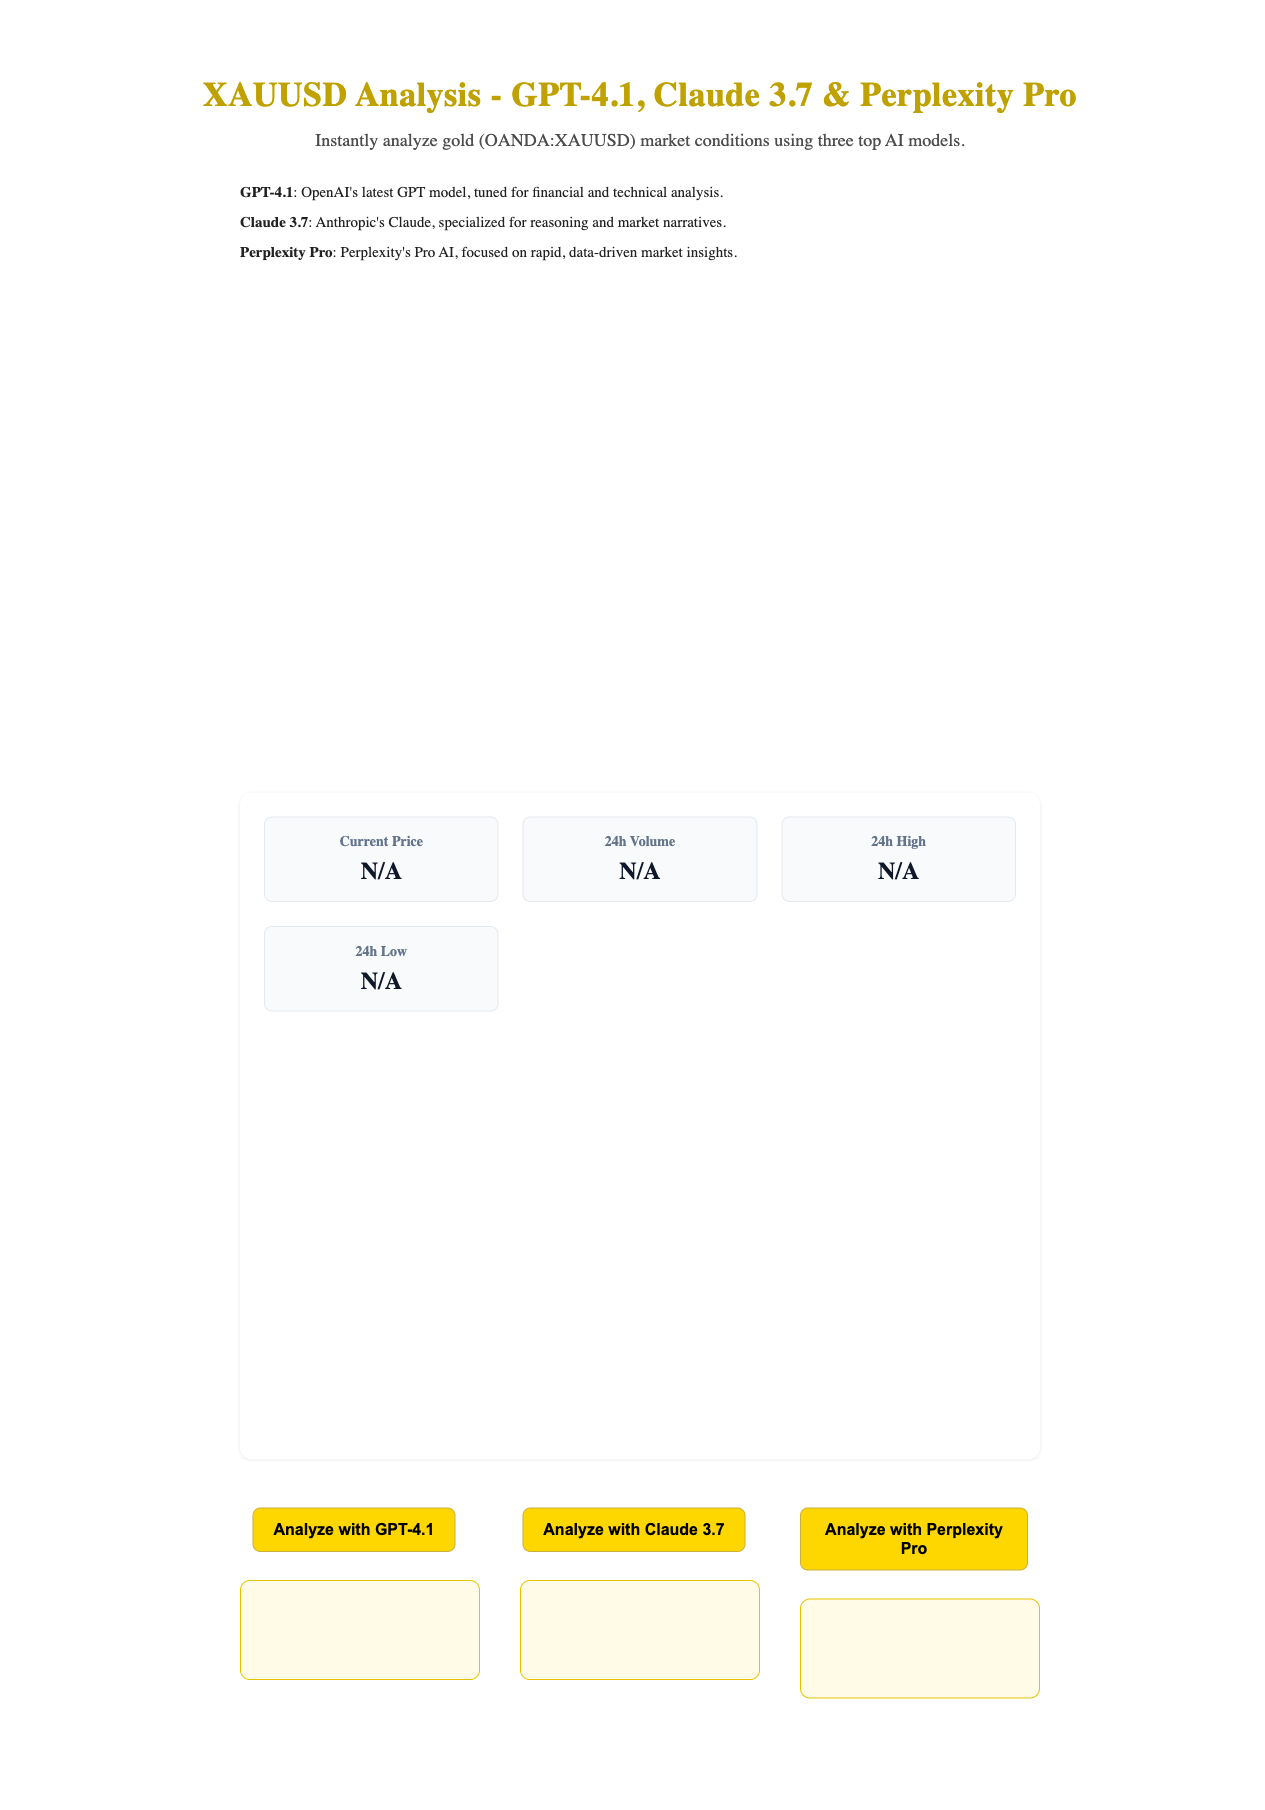 XAUUSD Analysis - GPT-4.1, Claude 3.7 & Perplexity Pro
Instantly analyze gold (OANDA:XAUUSD) market conditions using three top AI models.
GPT-4.1: OpenAI's latest GPT model, tuned for financial and technical analysis.
Claude 3.7: Anthropic's Claude, specialized for reasoning and market narratives.
Perplexity Pro: Perplexity's Pro AI, focused on rapid, data-driven market insights.
Current Price
N/A
24h Volume
N/A
24h High
N/A
24h Low
N/A
Analyze with GPT-4.1
Analyze with Claude 3.7
Analyze with Perplexity
Pro